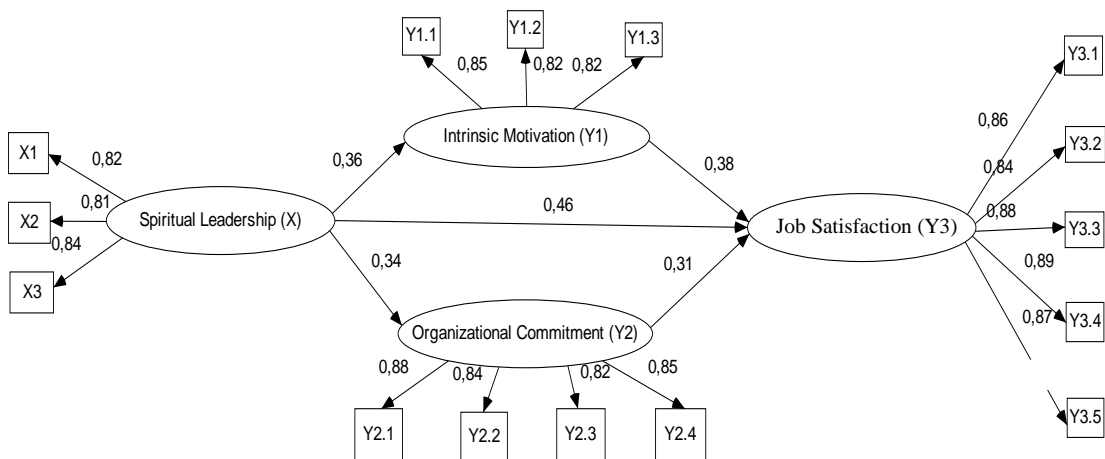 Y1.1
Y1.2
Y1.3
Y3.1
0,85
0,82
0,82
0,86
Intrinsic Motivation (Y1)
X1
0,82
0,36
0,38
0,84
Y3.2
X2
0,81
Spiritual Leadership (X)
0,46
Job Satisfaction (Y3)
0,88
Y3.3
0,84
X3
0,34
0,31
0,89
Organizational Commitment (Y2)
0,87
Y3.4
0,88
0,84
0,82
0,85
Y2.1
Y2.2
Y2.3
Y2.4
Y3.5